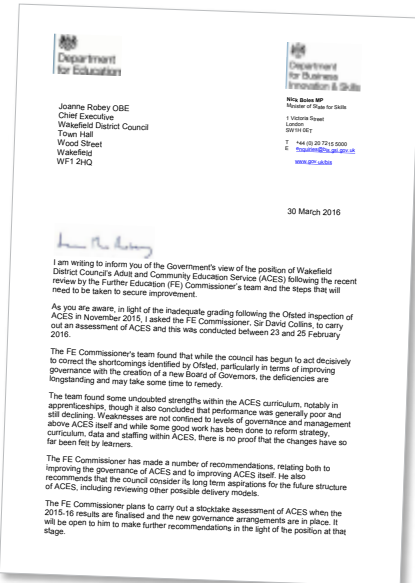 Department
for Education
Department
for Business
Innovation & Skills
Nick Boles MP
Minister of State for Skills
1 Victoria Street
London
SW1H 0ET
T +44 (0) 20 7215 5000
E enquiries@bis.gsi.gov.uk
www.gov.uk/bis
Joanne Robey OBE
Chief Executive
Wakefield District Council
Town Hall
Wood Street
Wakefield
WF1 2HQ
30 March 2016
I am writing to inform you of the Government's view of the position of Wakefield
District Council's Adult and Community Education Service (ACES) following the recent
review by the Further Education (FE) Commissioner's team and the steps that will
need to be taken to secure improvement.
As you are aware, in light of the inadequate grading following the Ofsted inspection of
ACES in November 2015, I asked the FE Commissioner, Sir David Collins, to carry
out an assessment of ACES and this was conducted between 23 and 25 February
2016.
The FE Commissioner's team found that while the council has begun to act decisively
to correct the shortcomings identified by Ofsted, particularly in terms of improving
governance with the creation of a new Board of Governors, the deficiencies are
longstanding and may take some time to remedy.
The team found some undoubted strengths within the ACES curriculum, notably in
apprenticeships, though it also concluded that performance was generally poor and
still declining. Weaknesses are not confined to levels of governance and management
above ACES itself and while some good work has been done to reform strategy,
curriculum, data and staffing within ACES, there is no proof that the changes have so
far been felt by learners.
The FE Commissioner has made a number of recommendations, relating both to
improving the governance of ACES and to improving ACES itself. He also
recommends that the council consider its long term aspirations for the future structure
of ACES, including reviewing other possible delivery models.
The FE Commissioner plans to carry out a stocktake assessment of ACES when the
2015-16 results are finalised and the new governance arrangements are in place. It
will be open to him to make further recommendations in the light of the position at that
stage.